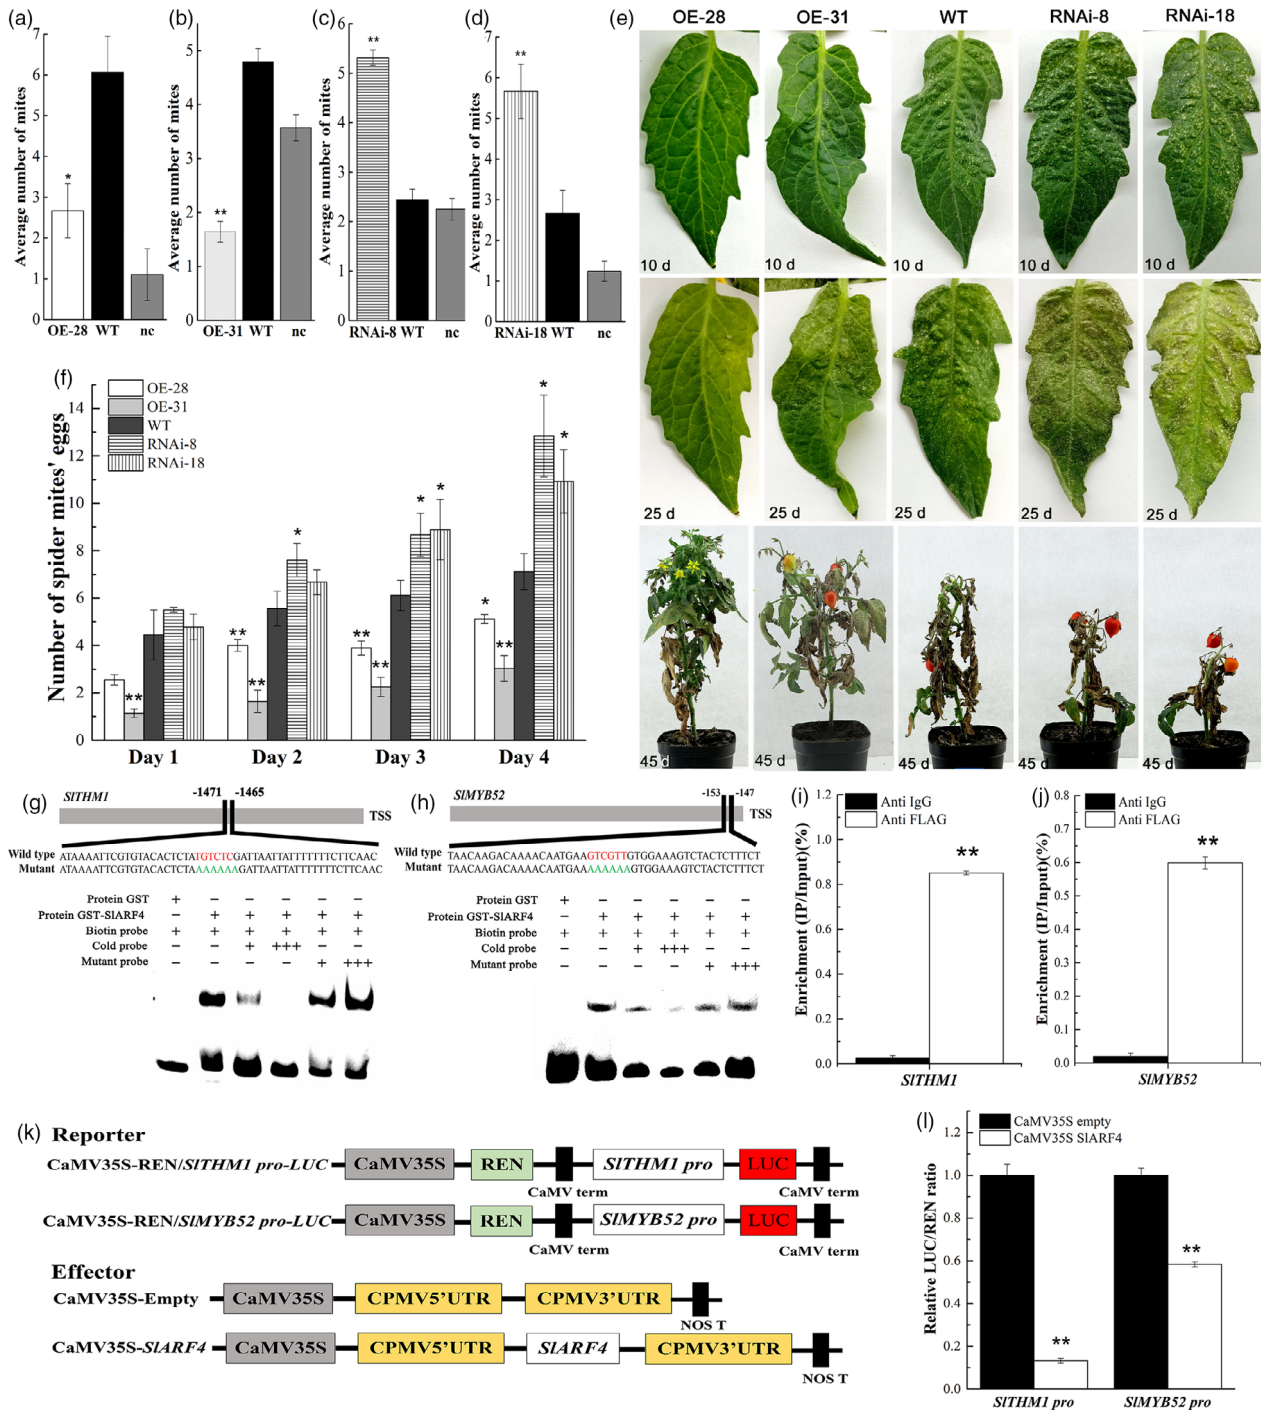 (a)
Average number of mites
7
6
5
4
3
2
1
0
*
OE-28 WT nc
(b)
Average number of mites
5
4
3
2
1
0
**
OE-31 WT nc
(c)
Average number of mites
6
5
4
3
2
1
0
**
RNAi-8 WT nc
(d)
Average number of mites
7
6
5
4
3
2
1
0
**
RNAi-18 WT nc
(e)
OE-28 OE-31 WT RNAi-8 RNAi-18
10 d 10 d 10 d 10 d 10 d
25 d 25 d 25 d 25 d 25 d
45 d 45 d 45 d 45 d 45 d
(f)
Number of spider mites' eggs
14
12
10
8
6
4
2
0
OE-28
OE-31
WT
RNAi-8
RNAi-18
**
** ** *
** ** * *
* ** * *
Day 1 Day 2 Day 3 Day 4
(g)
SlTHM1
-1471 -1465
TSS
Wild type ATAAAATTCGTGTACACTCTATGTCTCGATTAATTATTTTTTCTTCAAC
Mutant ATAAAATTCGTGTACACTCTAAAAAAAGATTAATTATTTTTTCTTCAAC
Protein GST + – – – – –
Protein GST-SlARF4 – + + + + +
Biotin probe + + + + + +
Cold probe – – + +++ – –
Mutant probe – – – – + +++
(h)
SlMYB52
-153 -147
TSS
Wild type TAACAAGACAAAACAATGAAGTCGTTGTGGAAAGTCTACTCTTTCT
Mutant TAACAAGACAAAACAATGAAAAAAAAGTGGAAAGTCTACTCTTTCT
Protein GST + – – – – –
Protein GST-SlARF4 – + + + + +
Biotin probe + + + + + +
Cold probe – – + +++ – –
Mutant probe – – – – + +++
(i)
Enrichment (IP/Input)(%)
1.2
1.0
0.8
0.6
0.4
0.2
0.0
Anti IgG
Anti FLAG
**
SlTHM1
(j)
Enrichment (IP/Input)(%)
0.8
0.7
0.6
0.5
0.4
0.3
0.2
0.1
0.0
Anti IgG
Anti FLAG
**
SlMYB52
(k)
Reporter
CaMV35S-REN/SlTHM1 pro-LUC CaMV35S REN SlTHM1 pro LUC
CaMV term CaMV term
CaMV35S-REN/SlMYB52 pro-LUC CaMV35S REN SlMYB52 pro LUC
CaMV term CaMV term
Effector
CaMV35S-Empty CaMV35S CPMV5'UTR CPMV3'UTR
NOS T
CaMV35S-SlARF4 CaMV35S CPMV5'UTR SlARF4 CPMV3'UTR
NOS T
(l)
Relative LUC/REN ratio
1.2
1.0
0.8
0.6
0.4
0.2
0.0
CaMV35S empty
CaMV35S SlARF4
**
**
SlTHM1 pro SlMYB52 pro